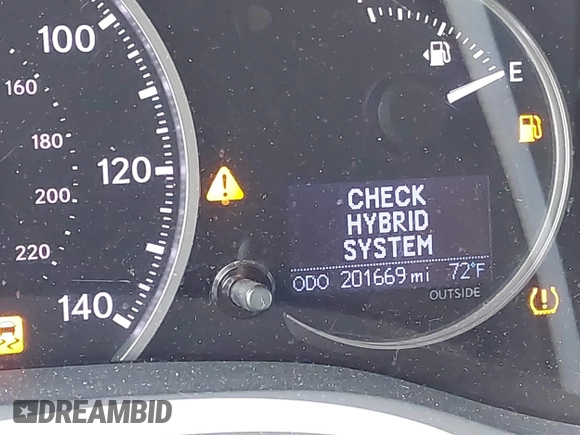 100
160
120
180
200
220
140
E
CHECK
HYBRID
SYSTEM
ODO 201669 mi 72°F
OUTSIDE
DREAMBID